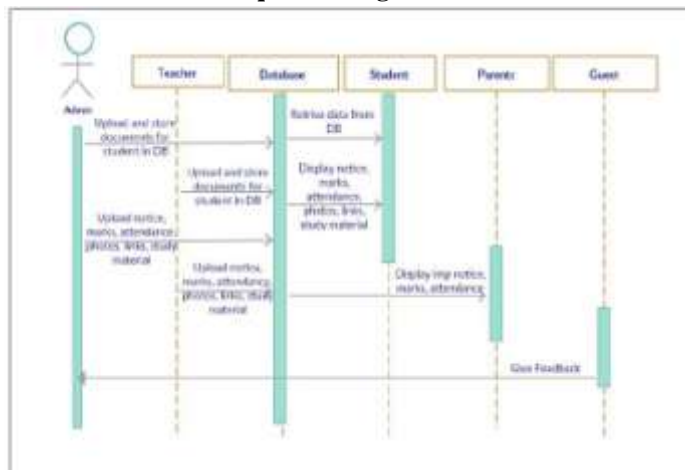 Teacher
Database
Student
Parents
Guest
Admin
Upload and store
documents for
student in DB
Retrive data from
DB
Upload and store
documents for
student in DB
Display notice,
marks,
attendance,
photos, links,
study material
Upload notice,
marks, attendance,
photos, links, study
material
Upload notice,
marks, attendance,
photos, links, study
material
Display imp notice,
marks, attendance
Give Feedback